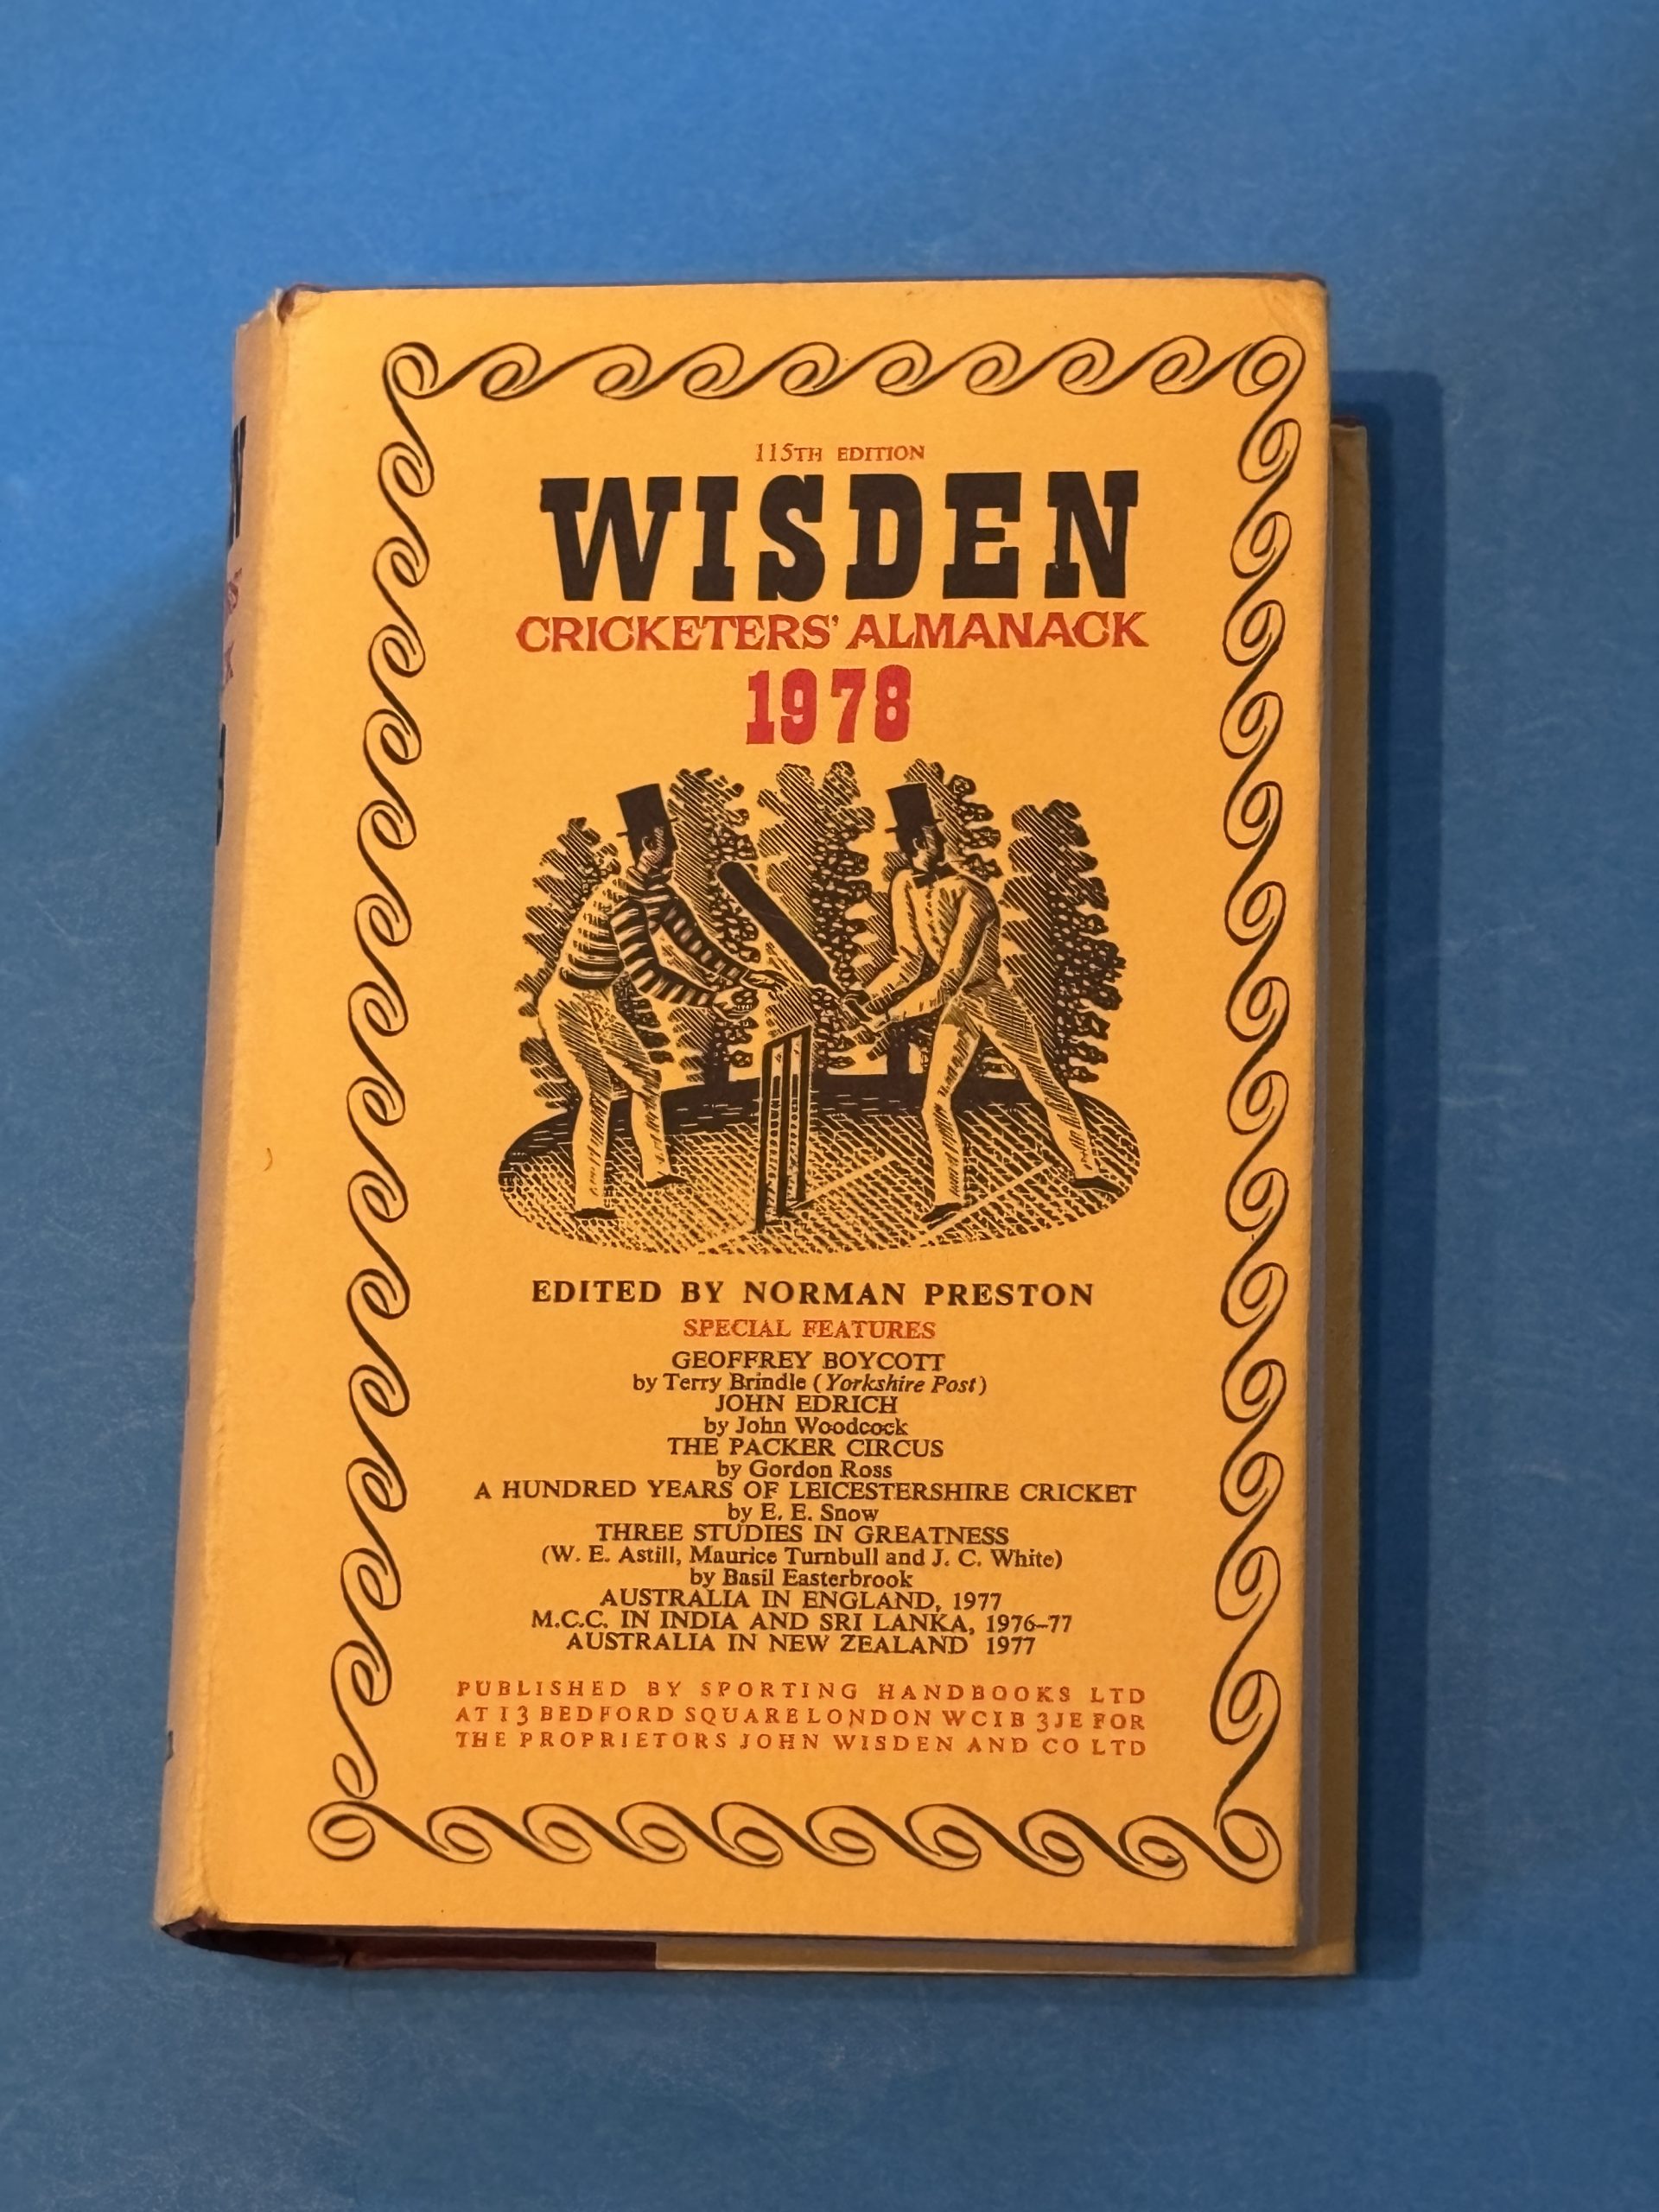 115TH EDITION
WISDEN
CRICKETERS' ALMANACK
1978
EDITED BY NORMAN PRESTON
SPECIAL FEATURES
GEOFFREY BOYCOTT
by Terry Brindle (Yorkshire Post)
JOHN EDRICH
by John Woodcock
THE PACKER CIRCUS
by Gordon Ross
A HUNDRED YEARS OF LEICESTERSHIRE CRICKET
by E. E. Snow
THREE STUDIES IN GREATNESS
(W. E. Astill, Maurice Turnbull and J. C. White)
by Basil Easterbrook
AUSTRALIA IN ENGLAND, 1977
M.C.C. IN INDIA AND SRI LANKA, 1976–77
AUSTRALIA IN NEW ZEALAND 1977
PUBLISHED BY SPORTING HANDBOOKS LTD
AT 13 BEDFORD SQUARE LONDON WC1B 3JE FOR
THE PROPRIETORS JOHN WISDEN AND CO LTD